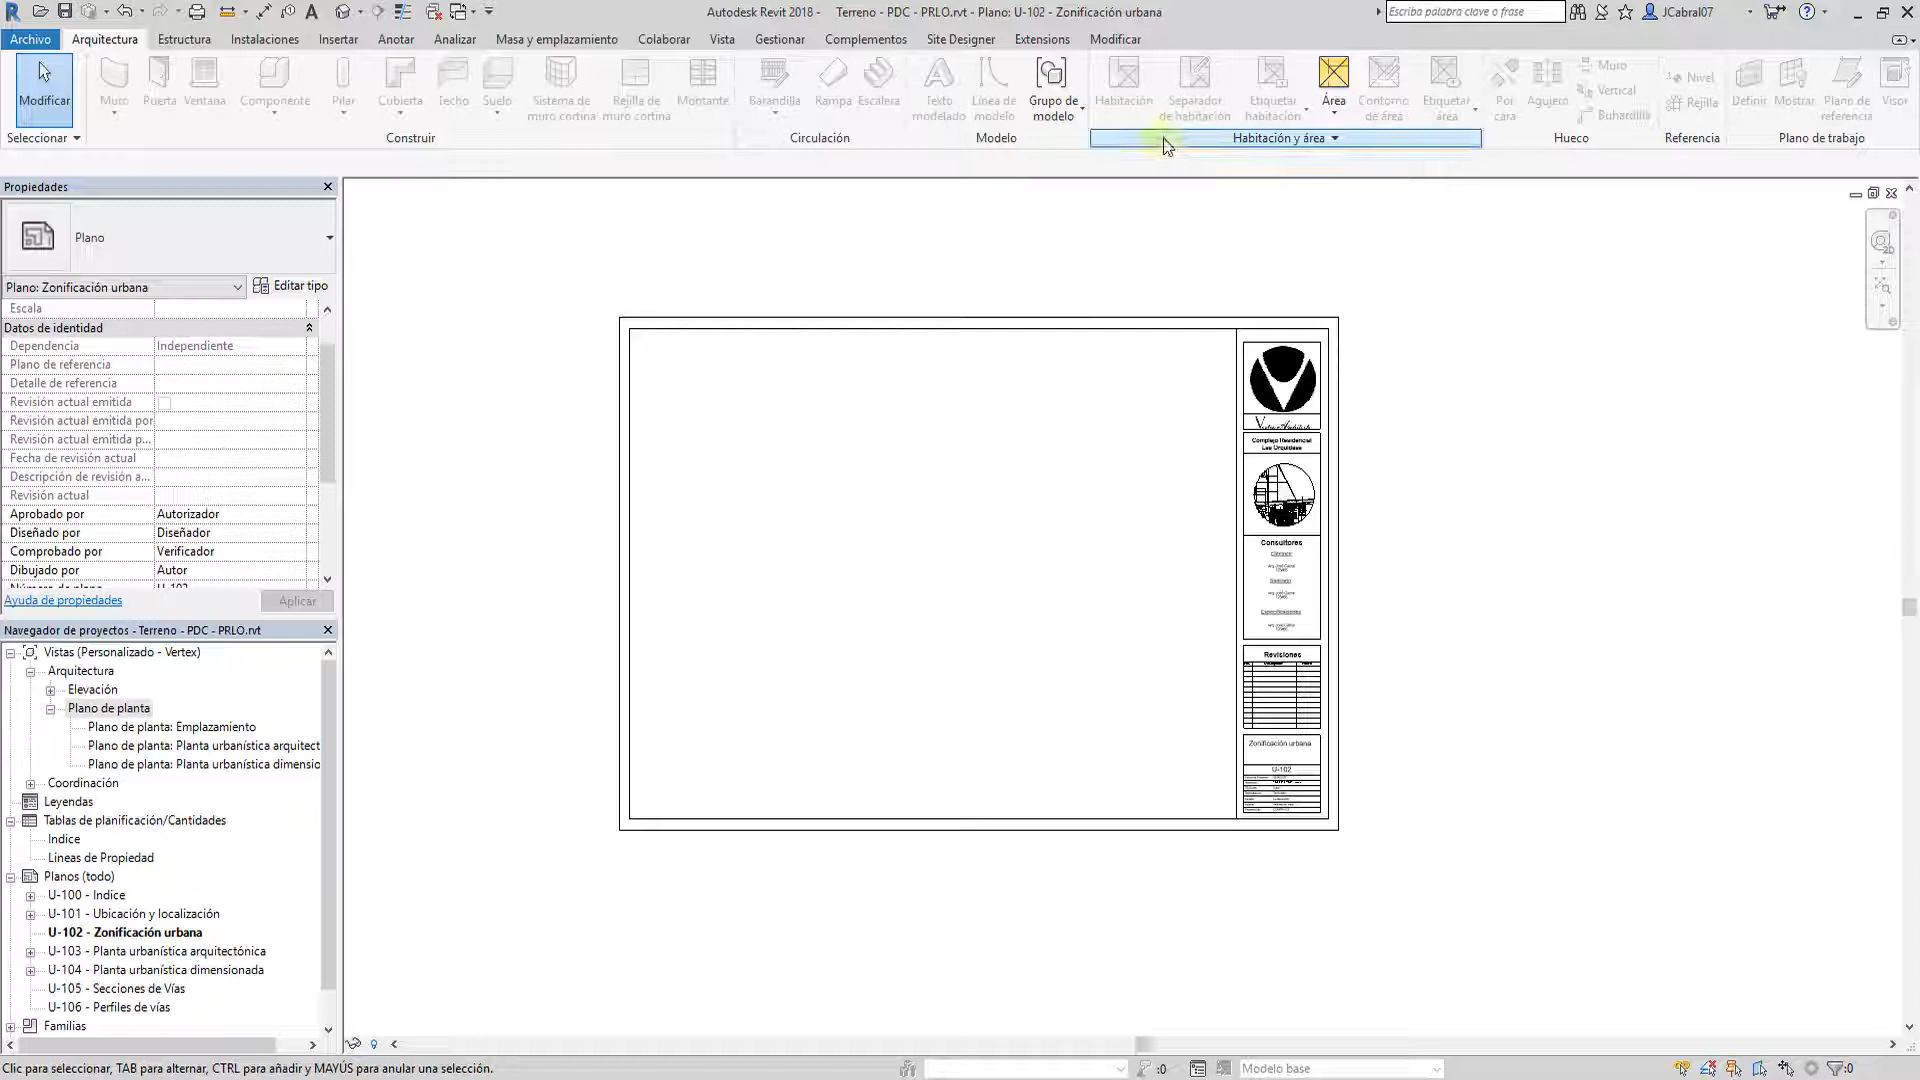 Autodesk Revit 2018 - Terreno - PDC - PRLO.rvt - Plano: U-102 - Zonificación urbana
Escriba palabra clave o frase
JCabral07
Archivo Arquitectura Estructura Instalaciones Insertar Anotar Analizar Masa y emplazamiento Colaborar Vista Gestionar Complementos Site Designer Extensions Modificar
Modificar Muro Puerta Ventana Componente Pilar Cubierta Techo Suelo Sistema de muro cortina Rejilla de muro cortina Montante Barandilla Rampa Escalera Texto modelado Línea de modelo Grupo de modelo Habitación Separador de habitación Etiquetar habitación Área Contorno de área Etiquetar área Por cara Agujero Muro Vertical Buhardilla Nivel Rejilla Definir Mostrar Plano de referencia Visor
Seleccionar Construir Circulación Modelo Habitación y área Hueco Referencia Plano de trabajo
Propiedades
Plano
Plano: Zonificación urbana Editar tipo
Escala
Datos de identidad
Dependencia Independiente
Plano de referencia
Detalle de referencia
Revisión actual emitida
Revisión actual emitida por
Revisión actual emitida p...
Fecha de revisión actual
Descripción de revisión a...
Revisión actual
Aprobado por Autorizador
Diseñado por Diseñador
Comprobado por Verificador
Dibujado por Autor
Número de plano U-102
Ayuda de propiedades Aplicar
Navegador de proyectos - Terreno - PDC - PRLO.rvt
Vistas (Personalizado - Vertex)
Arquitectura
Elevación
Plano de planta
Plano de planta: Emplazamiento
Plano de planta: Planta urbanística arquitect
Plano de planta: Planta urbanística dimensio
Coordinación
Leyendas
Tablas de planificación/Cantidades
Indice
Lineas de Propiedad
Planos (todo)
U-100 - Indice
U-101 - Ubicación y localización
U-102 - Zonificación urbana
U-103 - Planta urbanística arquitectónica
U-104 - Planta urbanística dimensionada
U-105 - Secciones de Vías
U-106 - Perfiles de vías
Familias
Complejo Residencial
Las Orquideas
Consultores
Revisiones
Zonificación urbana
U-102
2D
Clic para seleccionar, TAB para alternar, CTRL para añadir y MAYÚS para anular una selección.
:0
Modelo base
:0